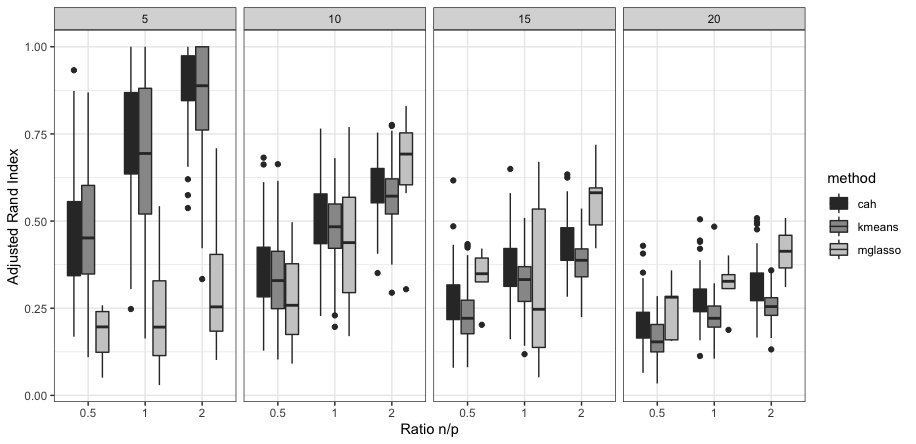 5 10 15 20
Adjusted Rand Index
1.00
0.75
0.50
0.25
0.00
0.5 1 2 0.5 1 2 0.5 1 2 0.5 1 2
Ratio n/p
method
cah
kmeans
mglasso